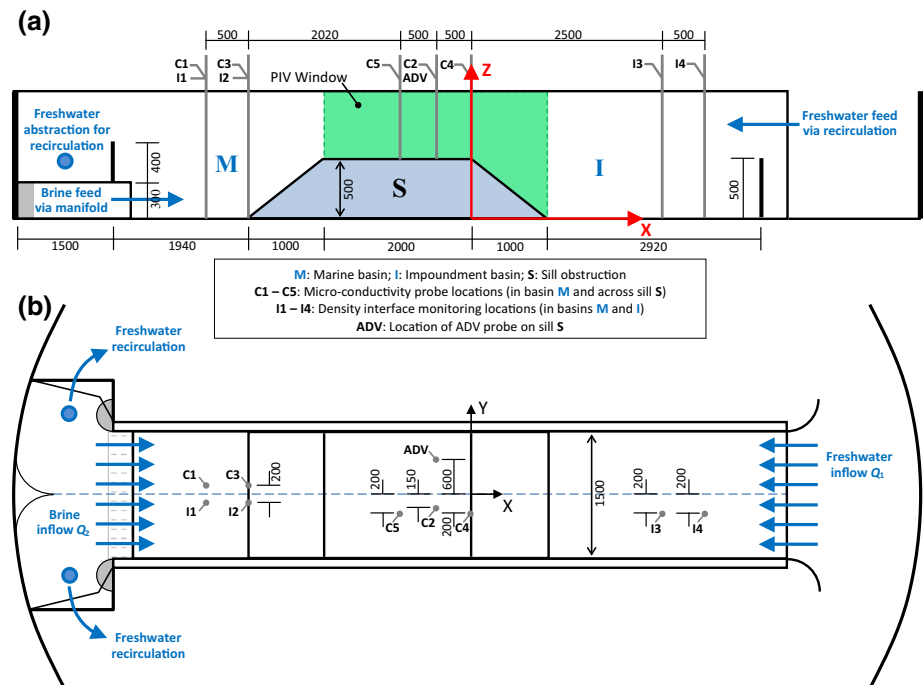 (a)
500
2020
500
500
2500
500
C1
I1
C3
I2
C5
C2
ADV
C4
Z
I3
I4
PIV Window
Freshwater
abstraction for
recirculation
Freshwater feed
via recirculation
M
I
S
400
300
500
500
Brine feed
via manifold
X
1500
1940
1000
2000
1000
2920
M: Marine basin; I: Impoundment basin; S: Sill obstruction
C1 – C5: Micro-conductivity probe locations (in basin M and across sill S)
I1 – I4: Density interface monitoring locations (in basins M and I)
ADV: Location of ADV probe on sill S
(b)
Freshwater
recirculation
Y
ADV
C1
C3
200
200
150
600
1500
200
200
Freshwater
inflow Q1
X
Brine
inflow Q2
I1
I2
C5
C2
200
C4
I3
I4
Freshwater
recirculation